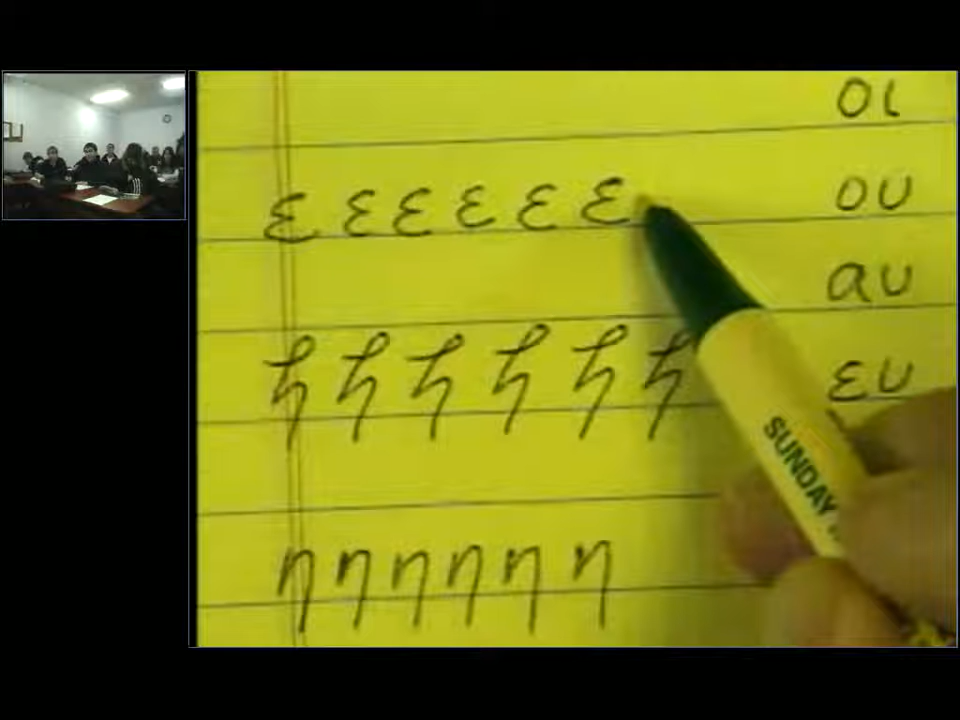 οι
ε ε ε ε ε ε ου
αυ
ζ ζ ζ ζ ζ ζ ευ
η η η η η η
SUNDAY